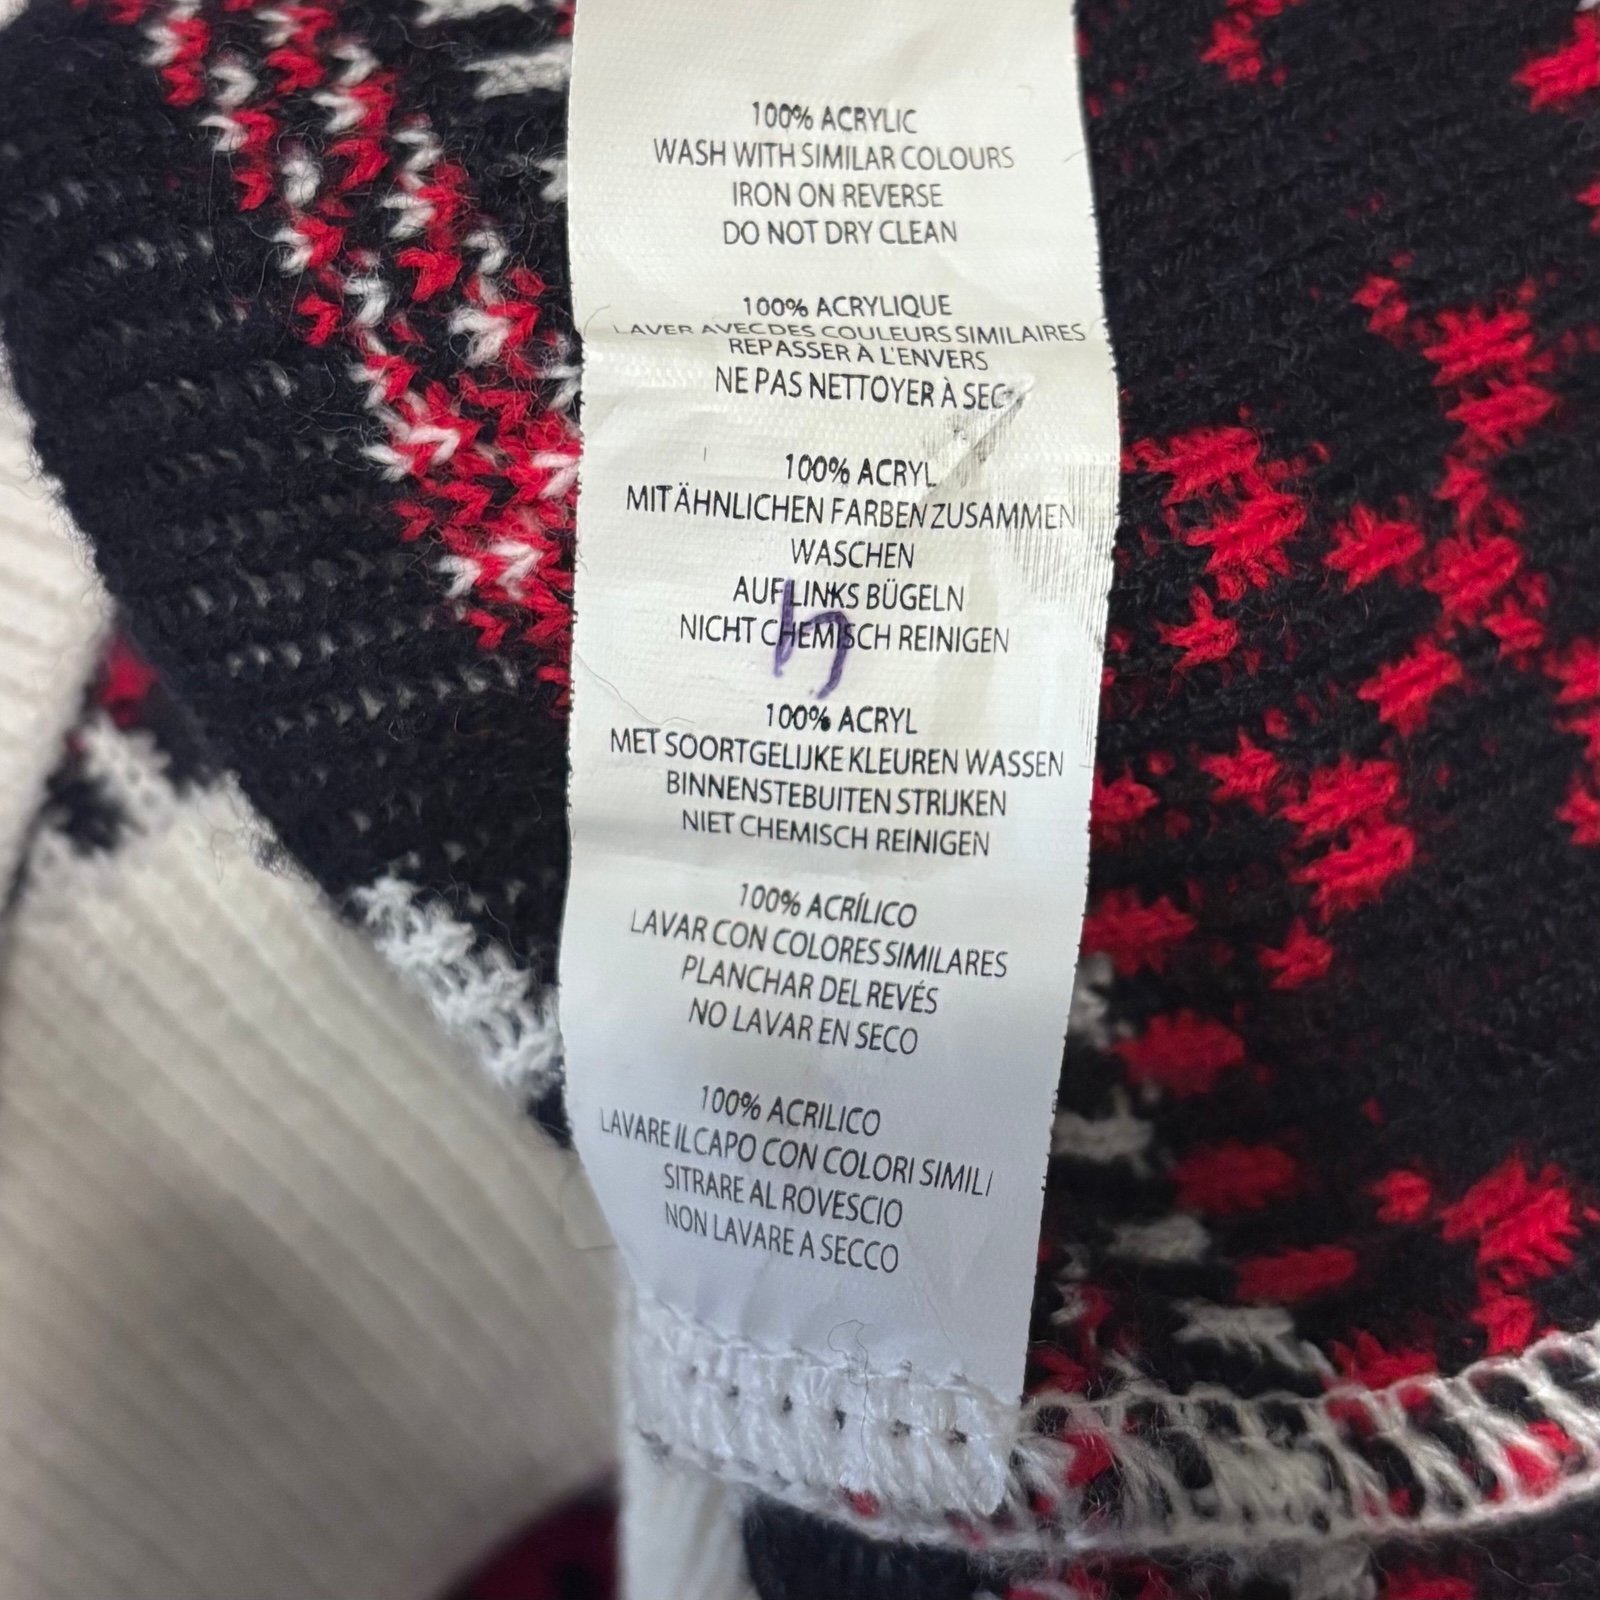 100% ACRYLIC
WASH WITH SIMILAR COLOURS
IRON ON REVERSE
DO NOT DRY CLEAN
100% ACRYLIQUE
LAVER AVEC DES COULEURS SIMILAIRES
REPASSER À L'ENVERS
NE PAS NETTOYER À SEC
100% ACRYL
MIT ÄHNLICHEN FARBEN ZUSAMMEN
WASCHEN
AUF LINKS BÜGELN
NICHT CHEMISCH REINIGEN
100% ACRYL
MET SOORTGELIJKE KLEUREN WASSEN
BINNENSTEBUITEN STRIJKEN
NIET CHEMISCH REINIGEN
100% ACRÍLICO
LAVAR CON COLORES SIMILARES
PLANCHAR DEL REVÉS
NO LAVAR EN SECO
100% ACRILICO
LAVARE IL CAPO CON COLORI SIMILI
SITRARE AL ROVESCIO
NON LAVARE A SECCO